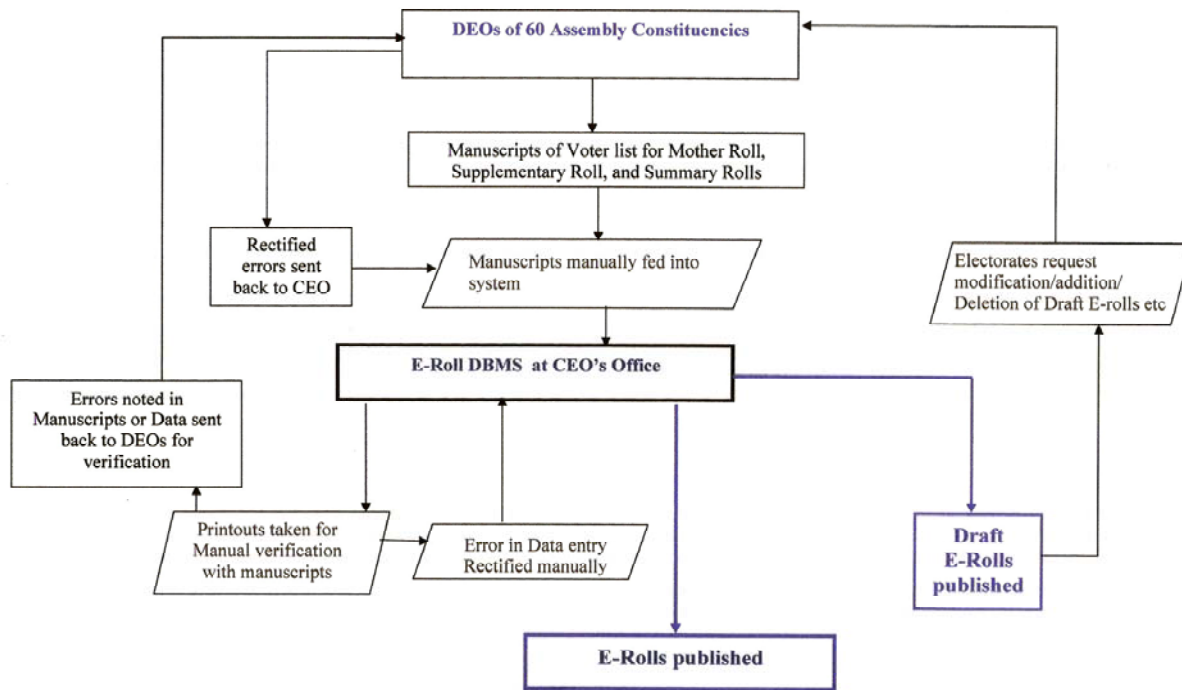 DEOs of 60 Assembly Constituencies
Manuscripts of Voter list for Mother Roll,
Supplementary Roll, and Summary Rolls
Rectified
errors sent
back to CEO
Manuscripts manually fed into
system
Electorates request
modification/addition/
Deletion of Draft E-rolls etc
E-Roll DBMS at CEO's Office
Errors noted in
Manuscripts or Data sent
back to DEOs for
verification
Printouts taken for
Manual verification
with manuscripts
Error in Data entry
Rectified manually
Draft
E-Rolls
published
E-Rolls published